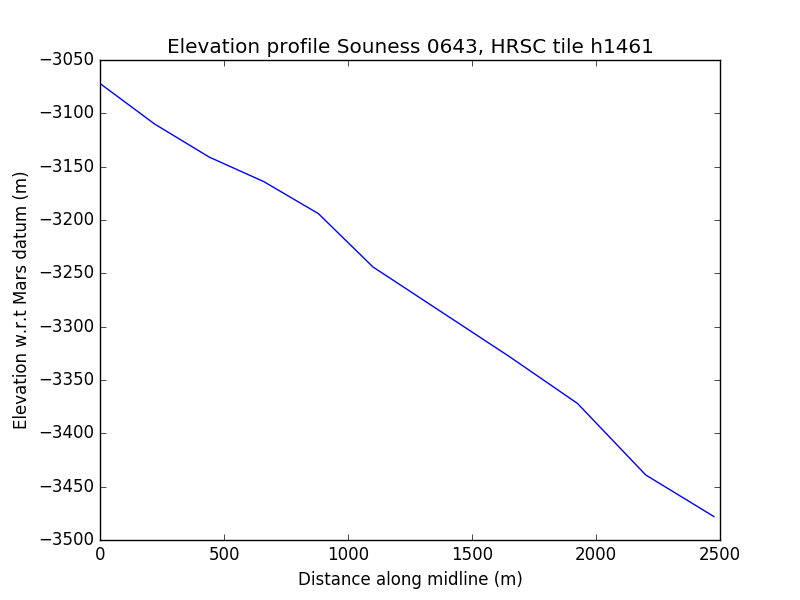 Elevation profile Souness 0643, HRSC tile h1461
−3050
−3100
−3150
−3200
−3250
−3300
−3350
−3400
−3450
−3500
Elevation w.r.t Mars datum (m)
0 500 1000 1500 2000 2500
Distance along midline (m)